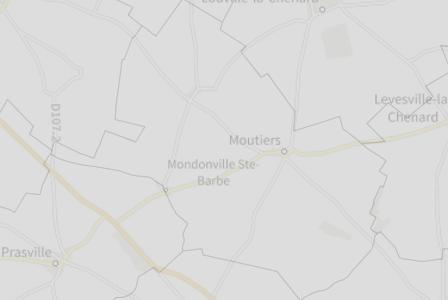 Louville-la-Chenard
Levesville-la-
Chenard
D107.2
Moutiers
Mondonville Ste-
Barbe
Prasville